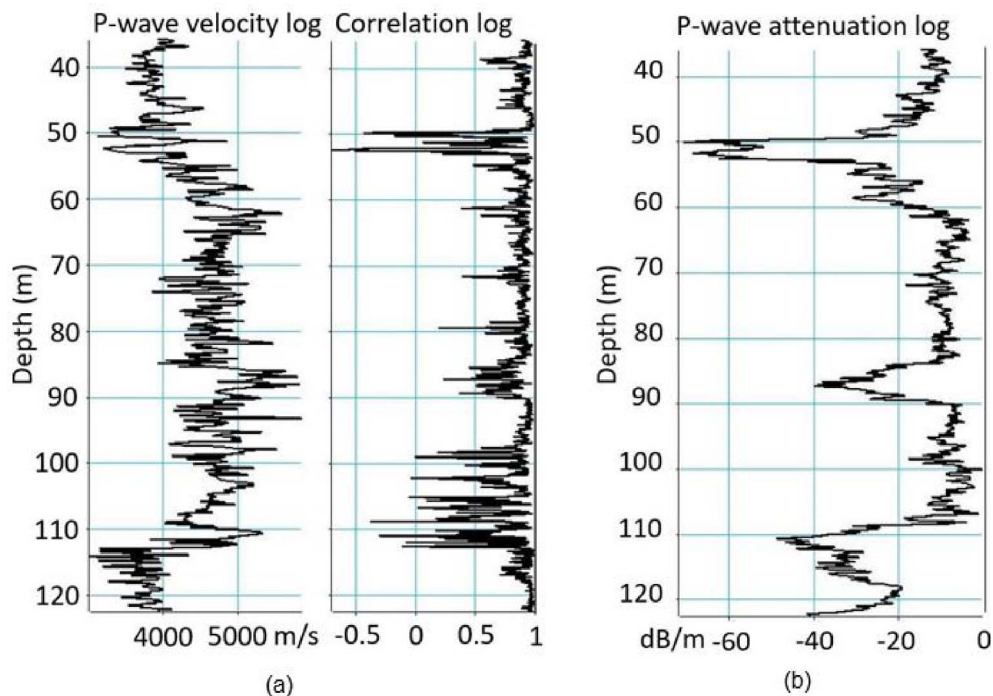 P-wave velocity log Correlation log
40
50
60
70
80
90
100
110
120
Depth (m)
4000 5000 m/s -0.5 0 0.5 1
(a)
P-wave attenuation log
40
50
60
70
80
90
100
110
120
Depth (m)
dB/m -60 -40 -20 0
(b)